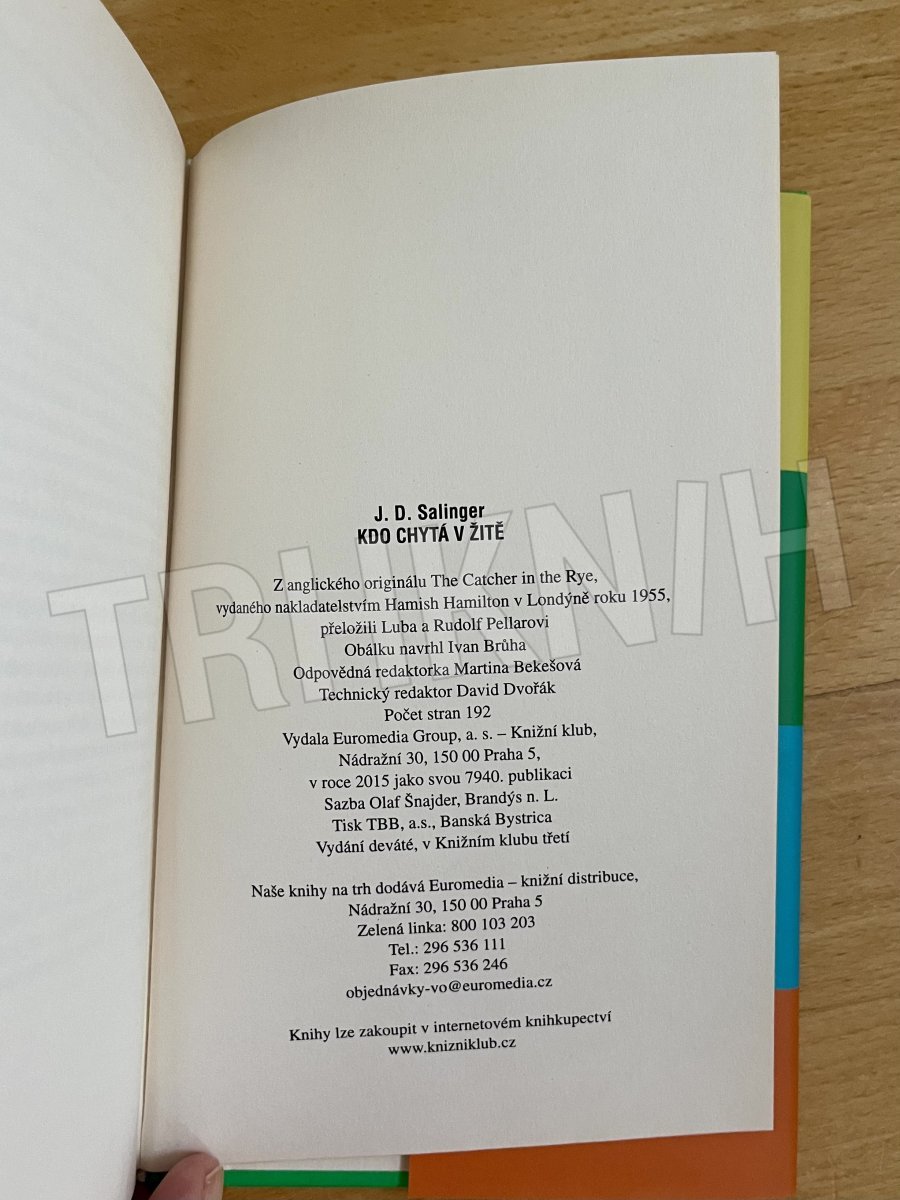 J. D. Salinger
KDO CHYTÁ V ŽITĚ
Z anglického originálu The Catcher in the Rye,
vydaného nakladatelstvím Hamish Hamilton v Londýně roku 1955,
přeložili Luba a Rudolf Pellarovi
Obálku navrhl Ivan Brůha
Odpovědná redaktorka Martina Bekešová
Technický redaktor David Dvořák
Počet stran 192
Vydala Euromedia Group, a. s. – Knižní klub,
Nádražní 30, 150 00 Praha 5,
v roce 2015 jako svou 7940. publikaci
Sazba Olaf Šnajder, Brandýs n. L.
Tisk TBB, a.s., Banská Bystrica
Vydání deváté, v Knižním klubu třetí
Naše knihy na trh dodává Euromedia – knižní distribuce,
Nádražní 30, 150 00 Praha 5
Zelená linka: 800 103 203
Tel.: 296 536 111
Fax: 296 536 246
objednávky-vo@euromedia.cz
Knihy lze zakoupit v internetovém knihkupectví
www.knizniklub.cz